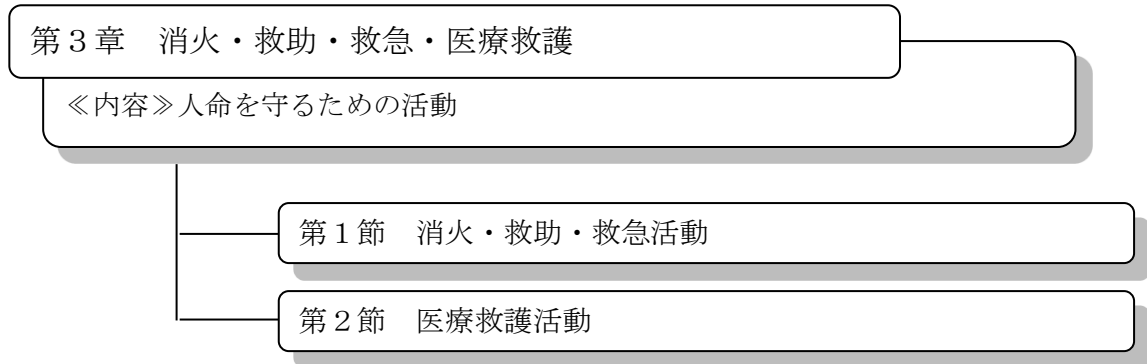 第３章　消火・救助・救急・医療救護
≪内容≫人命を守るための活動
第１節　消火・救助・救急活動
第２節　医療救護活動